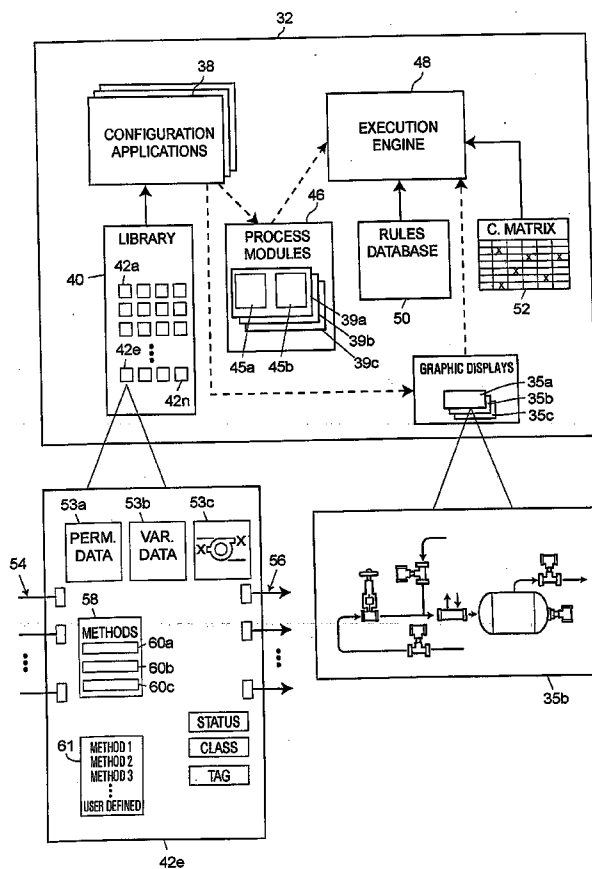 32
38
CONFIGURATION
APPLICATIONS
48
EXECUTION
ENGINE
LIBRARY
40
42a
42e
42n
46
PROCESS
MODULES
39a
39b
39c
45a
45b
RULES
DATABASE
50
C. MATRIX
X
X
X
X
X
52
GRAPHIC DISPLAYS
35a
35b
35c
53a
53b
53c
PERM.
DATA
VAR.
DATA
X
X
54
56
58
METHODS
60a
60b
60c
STATUS
CLASS
TAG
61
METHOD 1
METHOD 2
METHOD 3
USER DEFINED
42e
35b